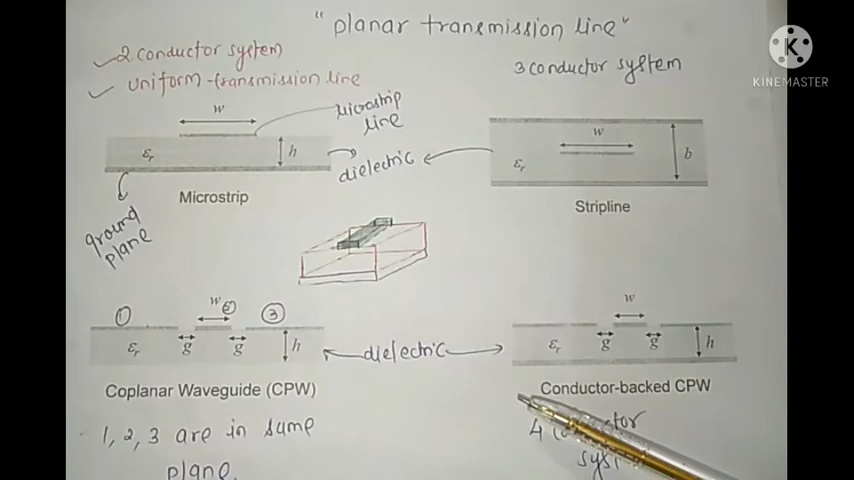 "planar transmission line"
2 conductor system
uniform transmission line
3 conductor system
K
KINEMASTER
w
microstrip
line
εr
h
dielectric
w
εr
b
Microstrip
Stripline
ground
plane
1
w
2
3
εr
g
g
h
dielectric
w
εr
g
g
h
Coplanar Waveguide (CPW)
Conductor-backed CPW
1, 2, 3 are in same
plane.
4